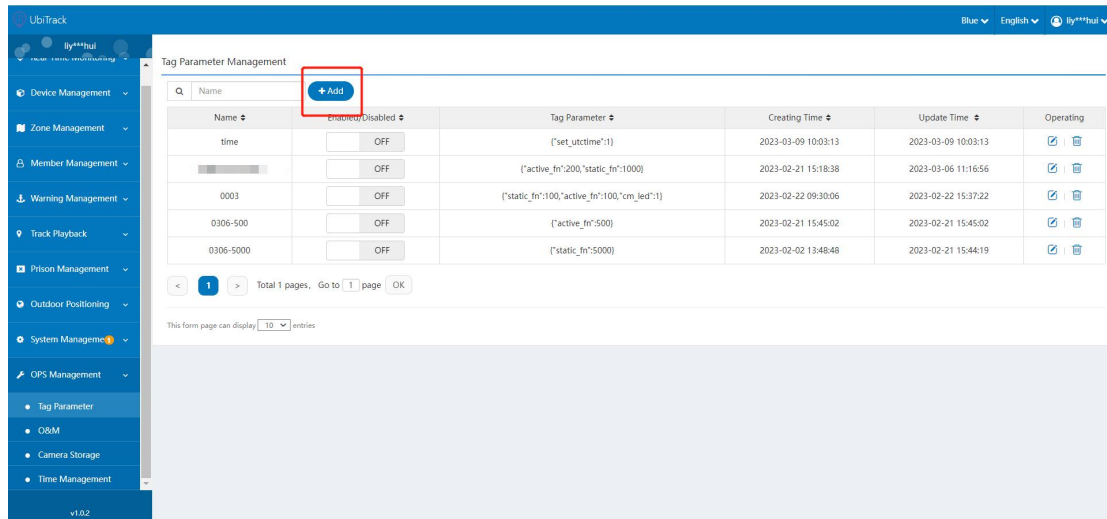 UbiTrack
Blue English liy***hui
liy***hui
Real Time Monitoring
Device Management
Zone Management
Member Management
Warning Management
Track Playback
Prison Management
Outdoor Positioning
System Manageme 1
OPS Management
Tag Parameter
O&M
Camera Storage
Time Management
v1.0.2
Tag Parameter Management
Name +Add
Name Enabled/Disabled Tag Parameter Creating Time Update Time Operating
time OFF {"set_utctime":1} 2023-03-09 10:03:13 2023-03-09 10:03:13
OFF {"active_fn":200,"static_fn":1000} 2023-02-21 15:18:38 2023-03-06 11:16:56
0003 OFF {"static_fn":100,"active_fn":100,"cm_led":1} 2023-02-22 09:30:06 2023-02-22 15:37:22
0306-500 OFF {"active_fn":500} 2023-02-21 15:45:02 2023-02-21 15:45:02
0306-5000 OFF {"static_fn":5000} 2023-02-02 13:48:48 2023-02-21 15:44:19
< 1 > Total 1 pages, Go to 1 page OK
This form page can display 10 entries